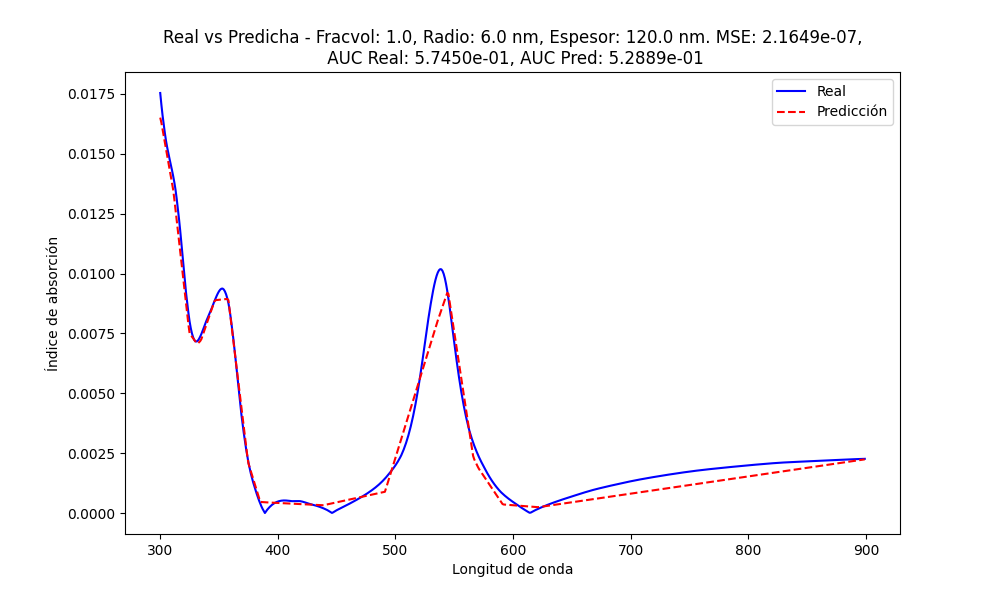 Real vs Predicha - Fracvol: 1.0, Radio: 6.0 nm, Espesor: 120.0 nm. MSE: 2.1649e-07,
AUC Real: 5.7450e-01, AUC Pred: 5.2889e-01
Real
Predicción
Índice de absorción
0.0175
0.0150
0.0125
0.0100
0.0075
0.0050
0.0025
0.0000
300 400 500 600 700 800 900
Longitud de onda